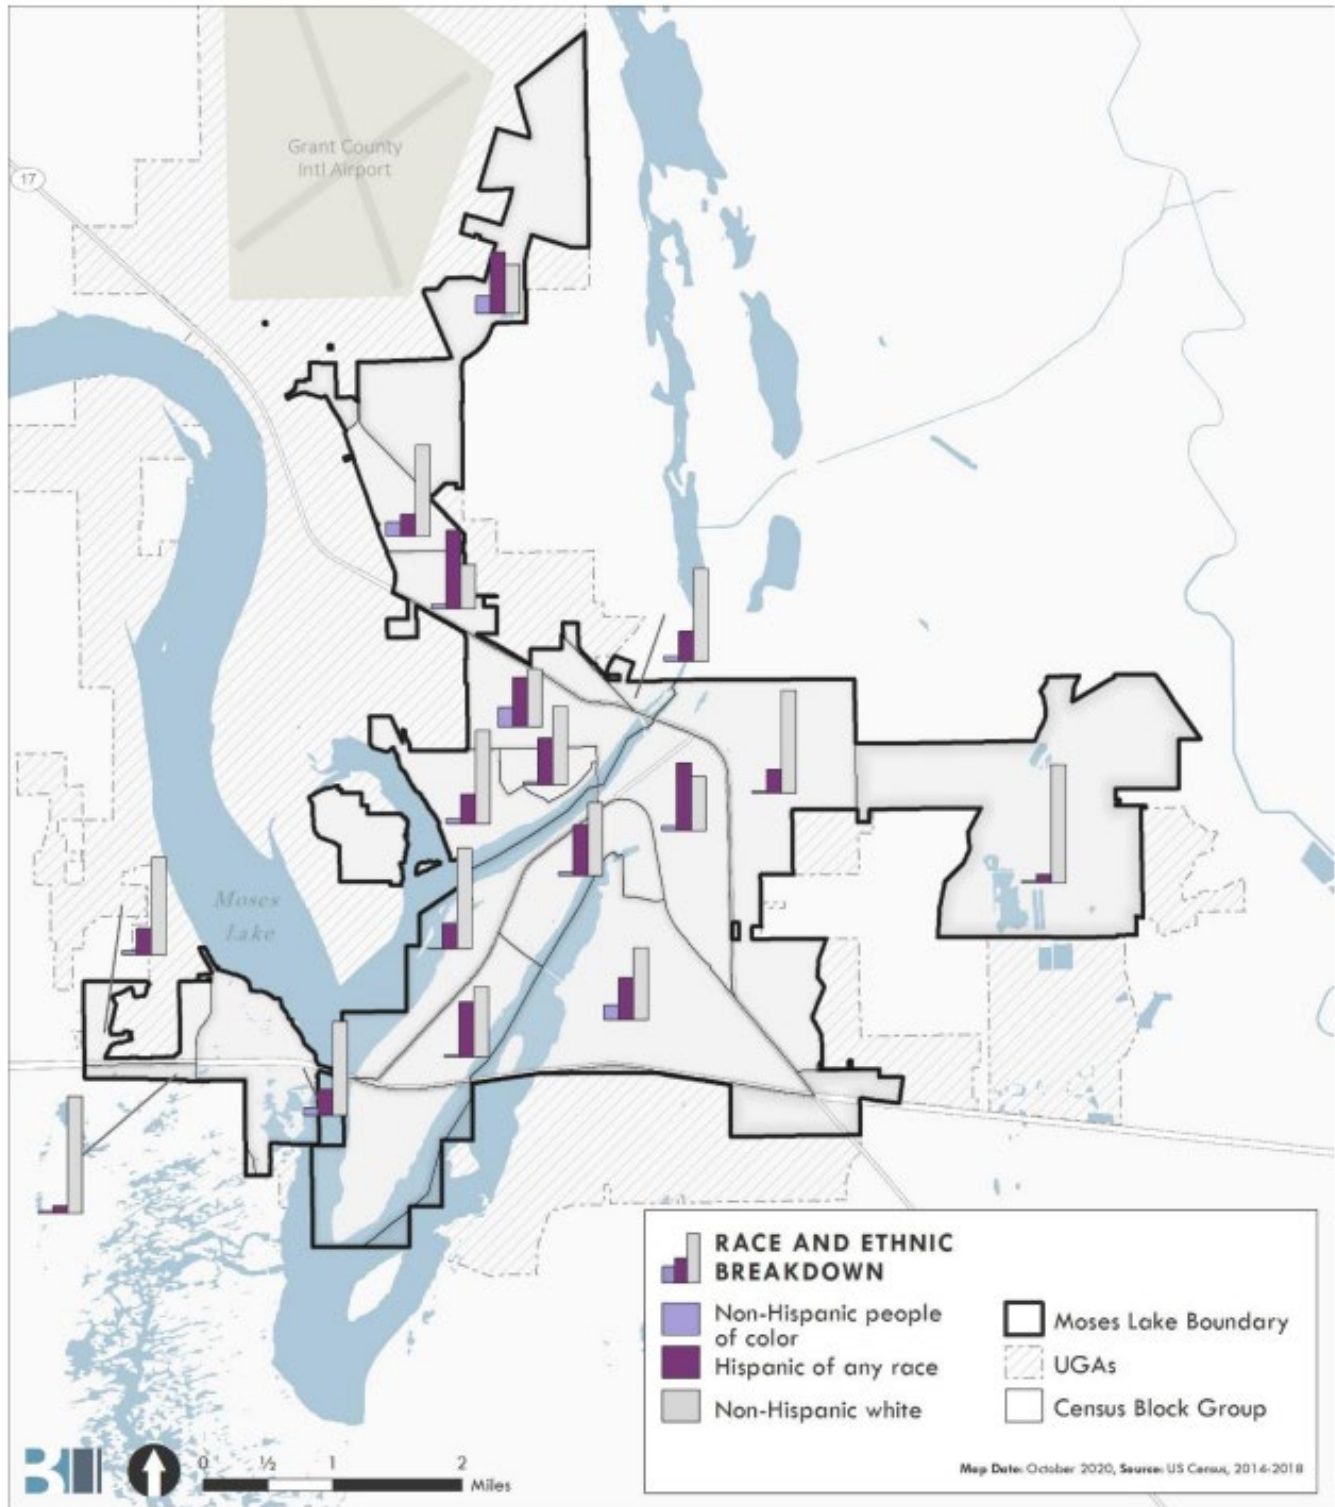 Grant County
Intl Airport
17
Moses
Lake
RACE AND ETHNIC
BREAKDOWN
Non-Hispanic people
of color
Hispanic of any race
Non-Hispanic white
Moses Lake Boundary
UGAs
Census Block Group
Map Date: October 2020, Source: US Census, 2014-2018
0 ½ 1 2
Miles